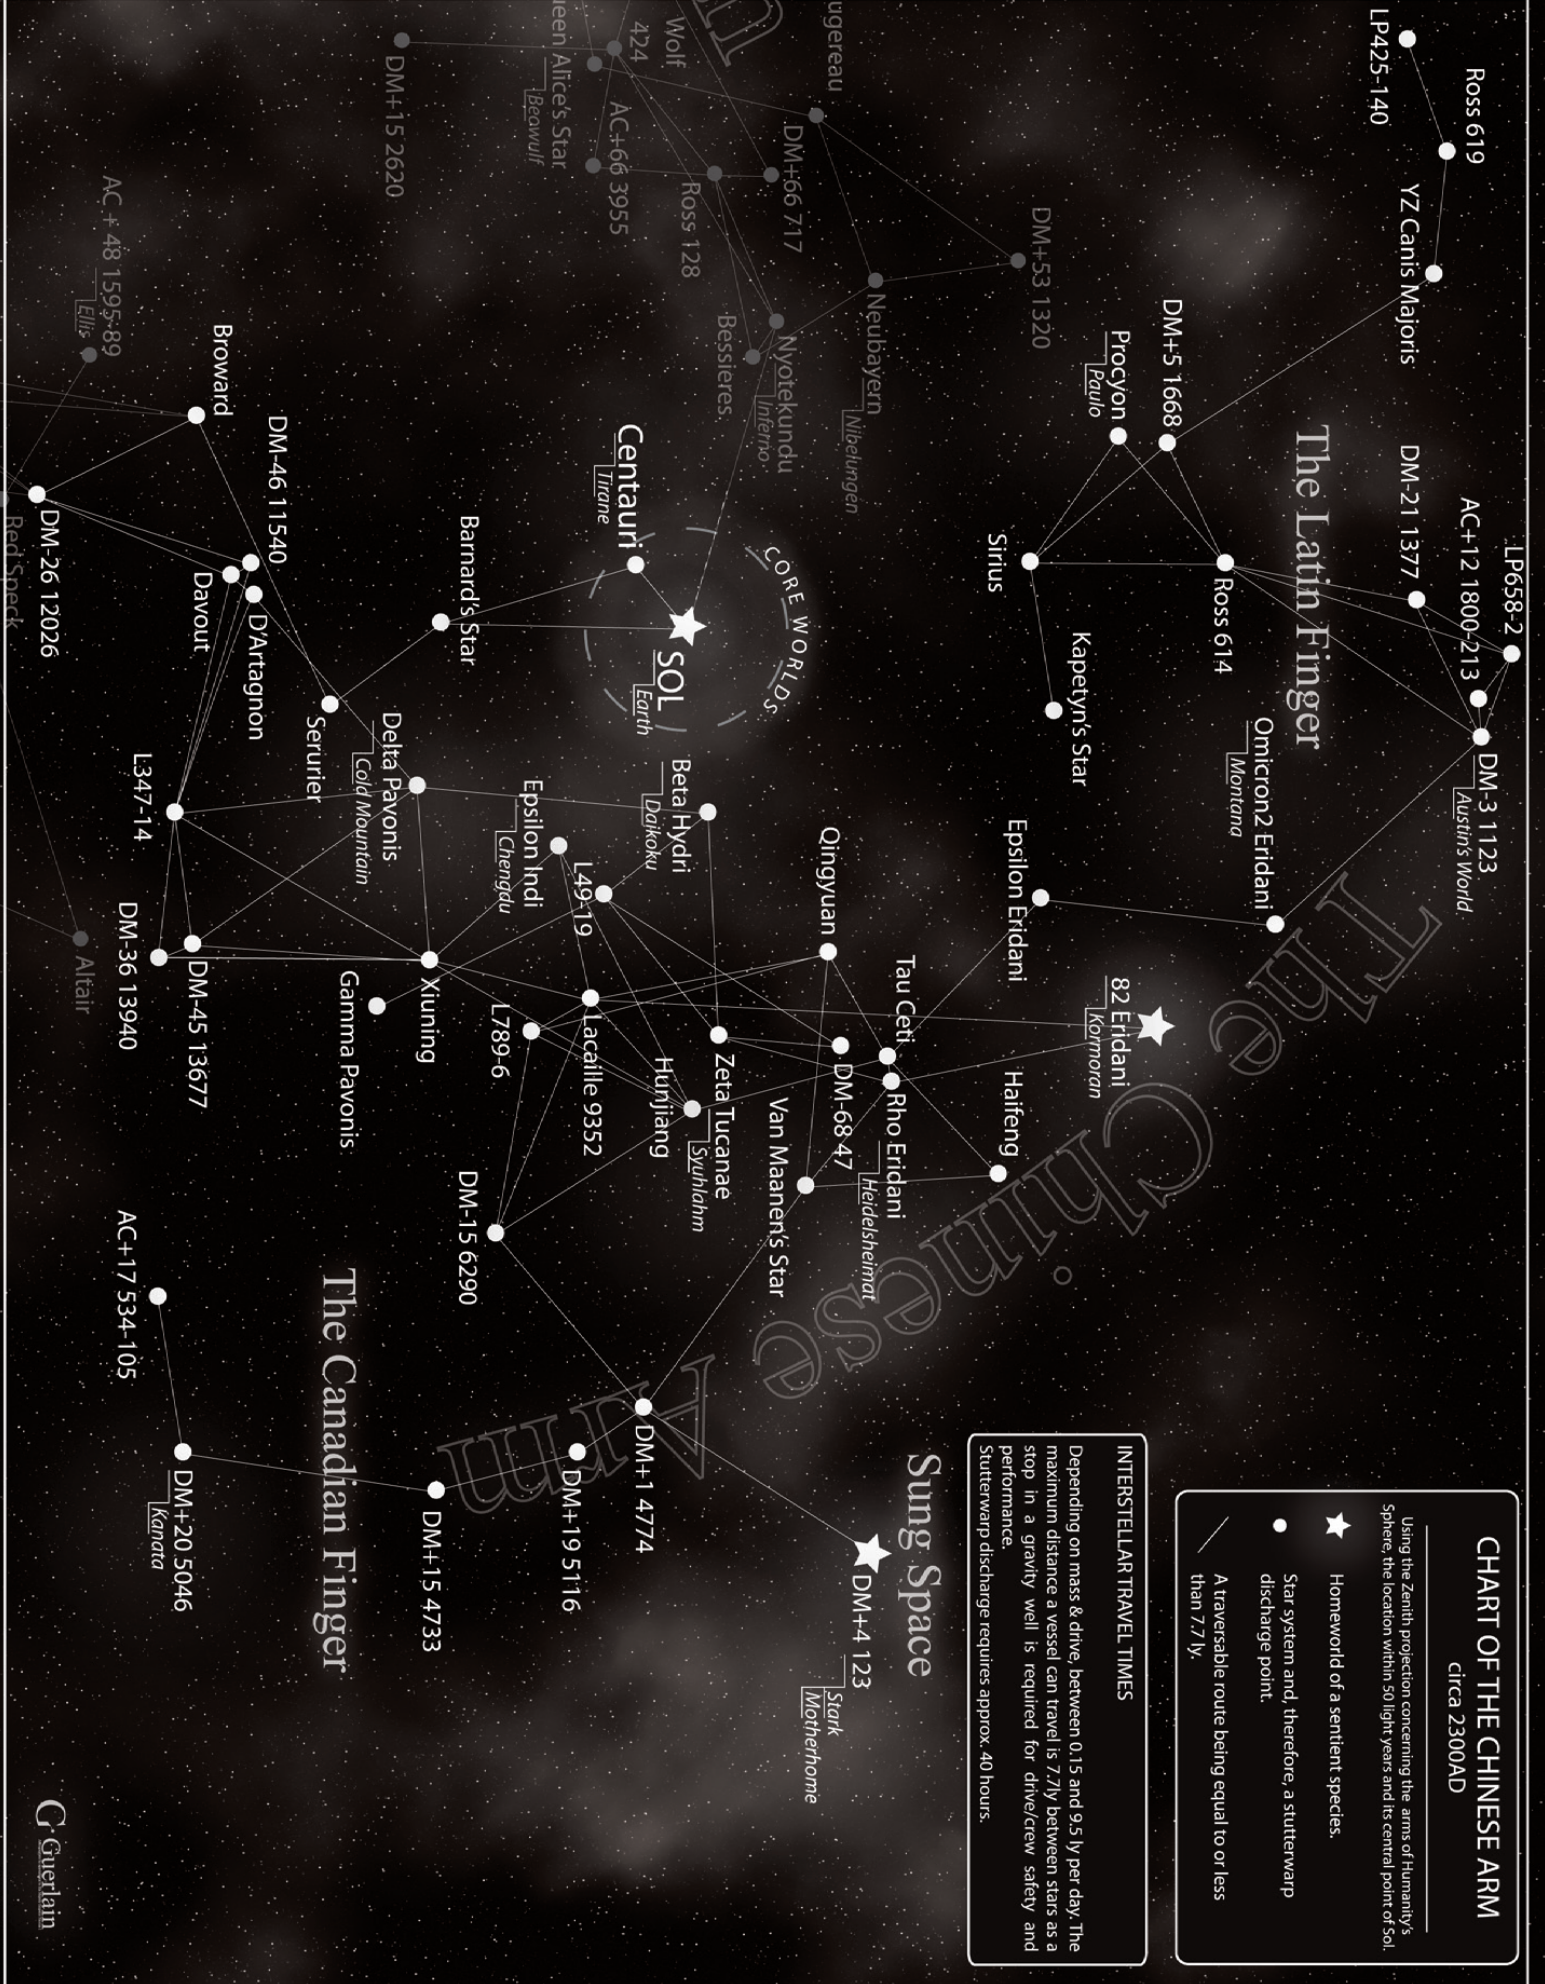 CHART OF THE CHINESE ARM
circa 2300AD
Using the Zenith projection concerning the arms of Humanity's
Sphere, the location within 50 light years and its central point of Sol.
Homeworld of a sentient species.
Star system and, therefore, a stutterwarp
discharge point.
A traversable route being equal to or less
than 7.7 ly.
INTERSTELLAR TRAVEL TIMES
Depending on mass & drive, between 0.15 and 9.5 ly per day. The
maximum distance a vessel can travel is 7.7ly between stars as a
stop in a gravity well is required for drive/crew safety and
performance.
Stutterwarp discharge requires approx. 40 hours.
The Chinese Arm
The Latin Finger
Sung Space
The Canadian Finger
CORE WORLDS
LP425-140
Ross 619
YZ Canis Majoris
LP658-2
AC+12 1800-213
DM-21 1377
DM-3 1123
Austin's World
DM+5 1668
Procyon
Paulo
Ross 614
Sirius
Kapetyn's Star
Omicron2 Eridani
Montana
Epsilon Eridani
82 Eridani
Kormoran
Haifeng
Tau Ceti
Qingyuan
Rho Eridani
Heidelsheimat
DM-68 47
Van Maanen's Star
Zeta Tucanae
Syuhlahm
Hunjiang
Lacaille 9352
L789-6
DM-15 6290
DM+1 4774
DM+4 123
Stark
Motherhome
DM+19 5116
DM+15 4733
DM+20 5046
Karata
AC+17 534-105
SOL
Earth
Centauri
Tirane
Barnard's Star
Beta Hydri
Daikoku
Epsilon Indi
Chengdu
L49-19
Delta Pavonis
Cold Mountain
Serurier
Xiuning
Gamma Pavonis
DM-45 13677
DM-36 13940
L347-14
D'Artagnon
Davout
DM-46 11540
Broward
DM-26 12026
Red Speck
Altair
AC + 48 1595-89
Ellis
DM+15 2620
Wolf
424
een Alice's Star
Beowulf
AC+66 3955
Ross 128
DM+66 717
ugereau
DM+53 1320
Neubayern
Nibelungen
Nyotekundu
Inferno
Bessieres
G Guerlain